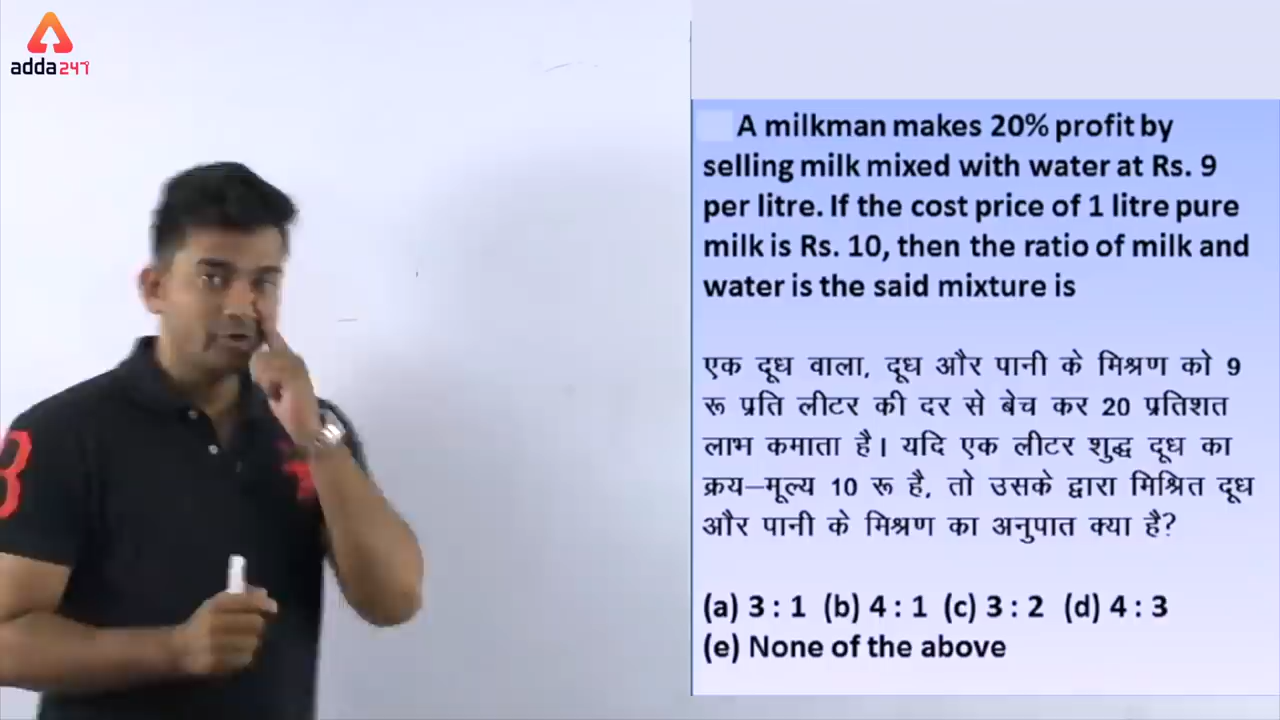 adda247
A milkman makes 20% profit by
selling milk mixed with water at Rs. 9
per litre. If the cost price of 1 litre pure
milk is Rs. 10, then the ratio of milk and
water is the said mixture is
एक दूध वाला, दूध और पानी के मिश्रण को 9
रू प्रति लीटर की दर से बेच कर 20 प्रतिशत
लाभ कमाता है। यदि एक लीटर शुद्ध दूध का
क्रय–मूल्य 10 रू है, तो उसके द्वारा मिश्रित दूध
और पानी के मिश्रण का अनुपात क्या है?
(a) 3 : 1 (b) 4 : 1 (c) 3 : 2 (d) 4 : 3
(e) None of the above